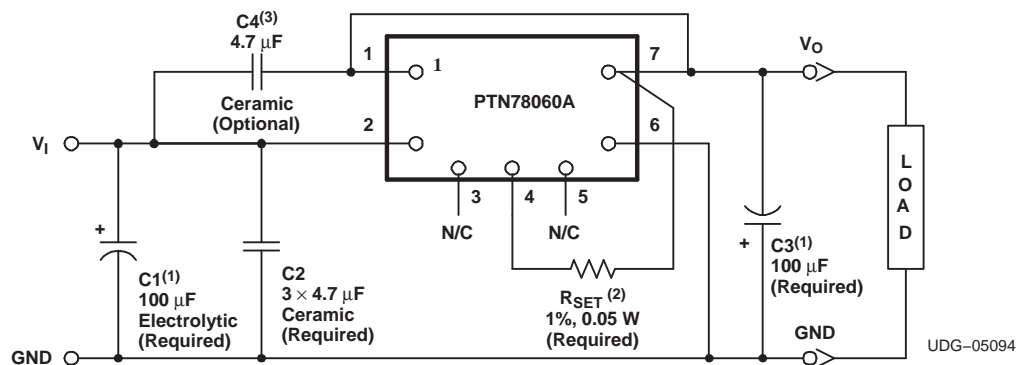 C4(3)
4.7 μF
Ceramic
(Optional)
1
1
PTN78060A
7
VO
2
6
VI
3
4
5
N/C
N/C
L
O
A
D
+
C1(1)
100 μF
Electrolytic
(Required)
C2
3 × 4.7 μF
Ceramic
(Required)
RSET (2)
1%, 0.05 W
(Required)
+
C3(1)
100 μF
(Required)
GND
GND
UDG–05094